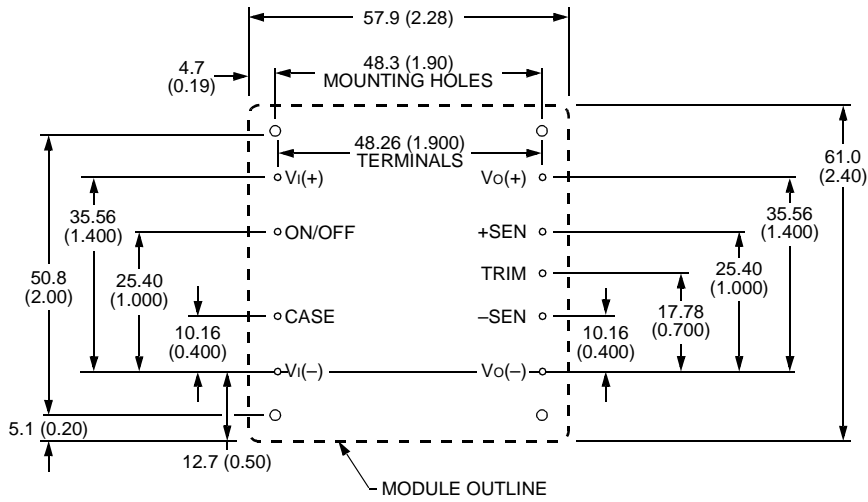 57.9 (2.28)
4.7
(0.19)
48.3 (1.90)
MOUNTING HOLES
48.26 (1.900)
TERMINALS
61.0
(2.40)
VI(+)
VO(+)
35.56
(1.400)
35.56
(1.400)
ON/OFF
+SEN
25.40
(1.000)
25.40
(1.000)
TRIM
50.8
(2.00)
17.78
(0.700)
CASE
–SEN
10.16
(0.400)
10.16
(0.400)
VI(–)
VO(–)
5.1 (0.20)
12.7 (0.50)
MODULE OUTLINE